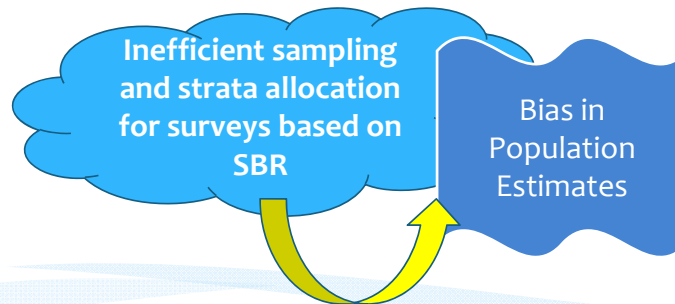 Inefficient sampling
and strata allocation
for surveys based on
SBR
Bias in
Population
Estimates